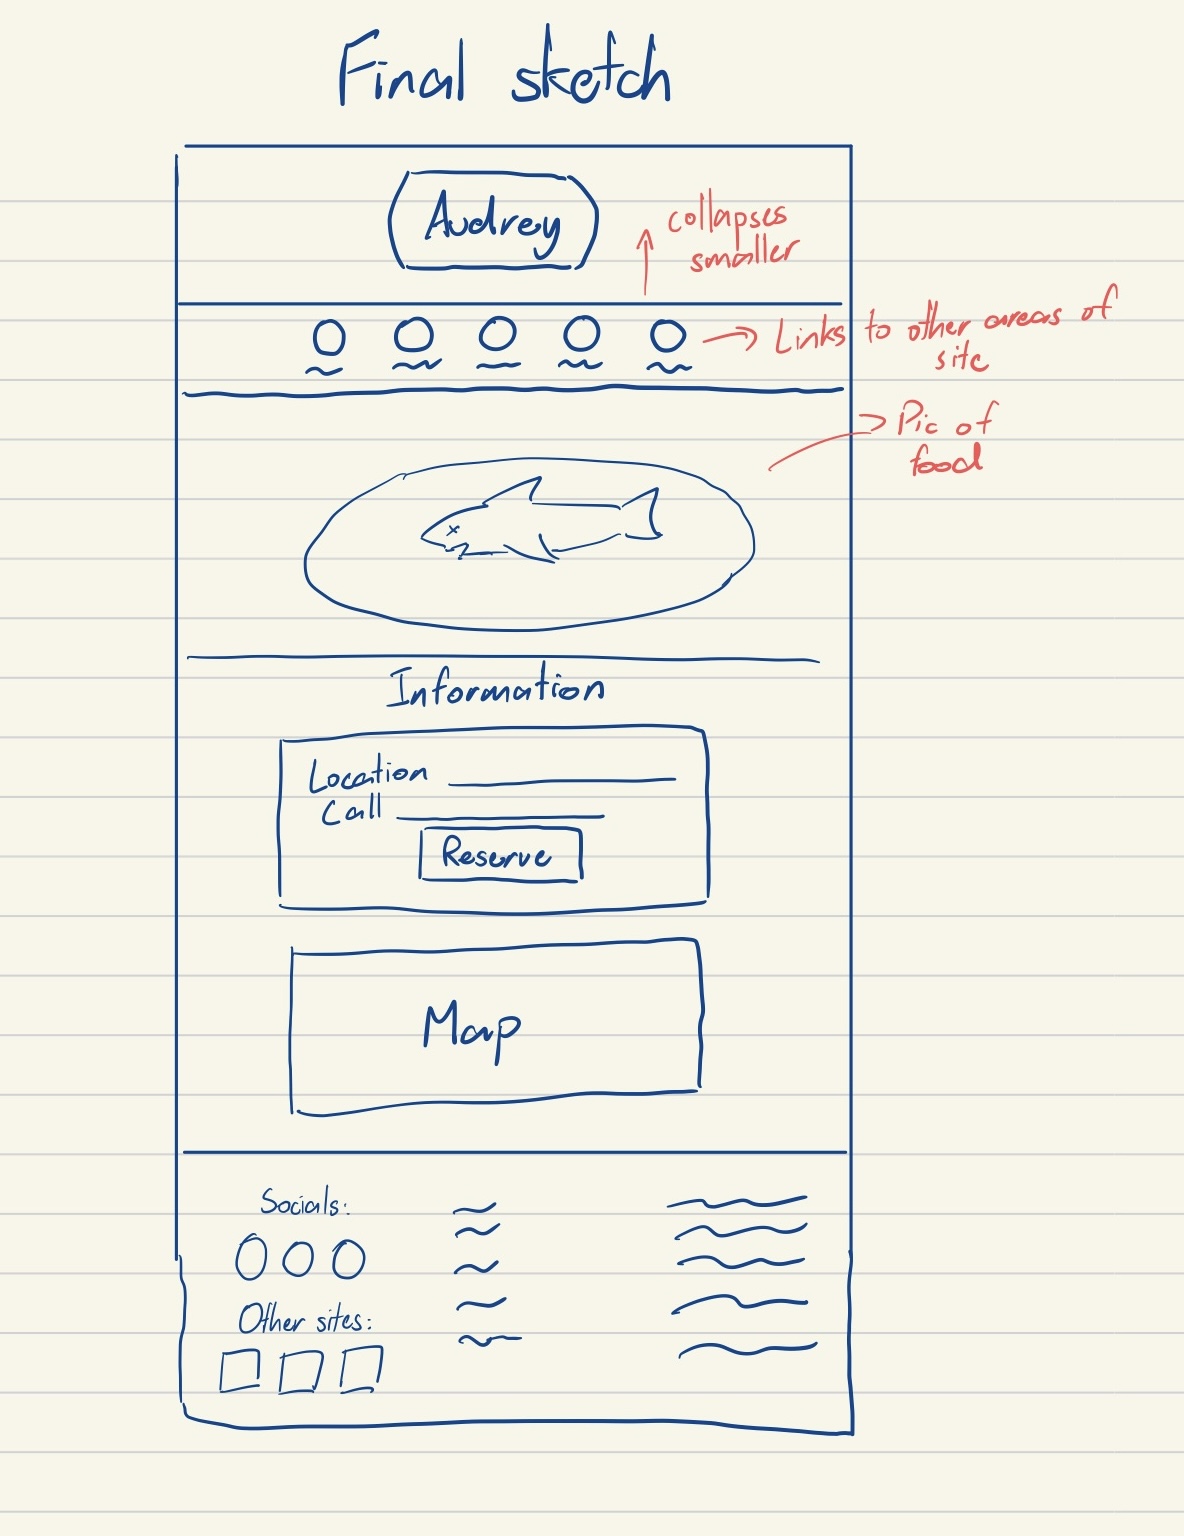 Final sketch
Audrey
collapses
smaller
Links to other areas of
site
Pic of
food
Information
Location
Call
Reserve
Map
Socials:
Other sites: